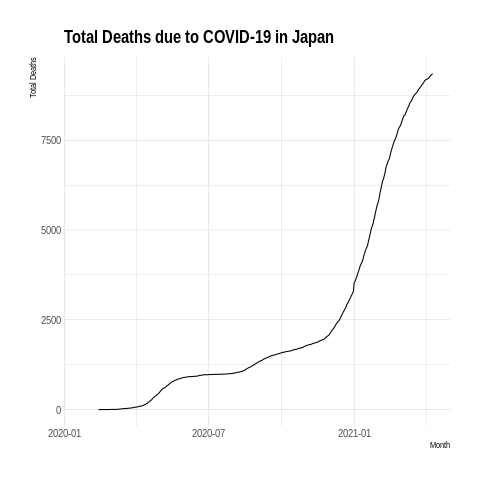 Total Deaths due to COVID-19 in Japan
Total Deaths
7500
5000
2500
0
2020-01
2020-07
2021-01
Month